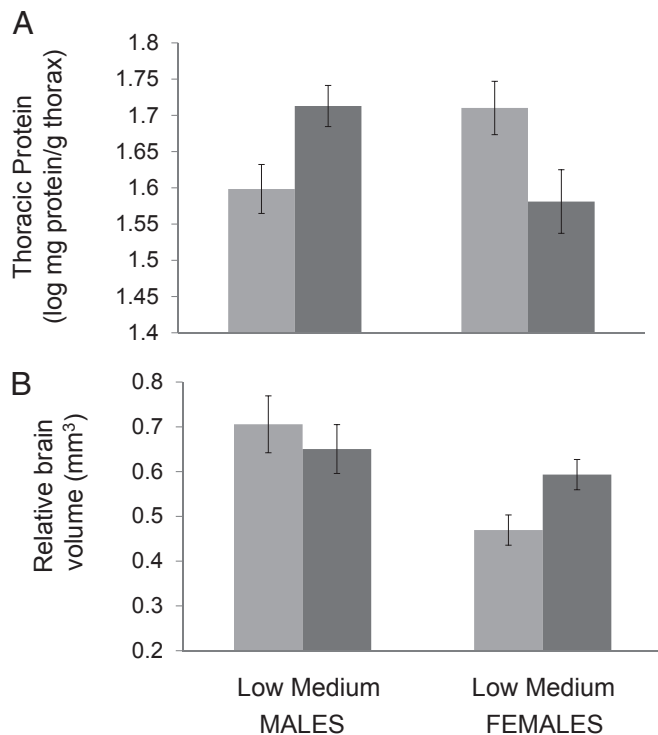 A
Thoracic Protein
(log mg protein/g thorax)
1.8
1.75
1.7
1.65
1.6
1.55
1.5
1.45
1.4
B
Relative brain
volume (mm³)
0.8
0.7
0.6
0.5
0.4
0.3
0.2
Low Medium
MALES
Low Medium
FEMALES